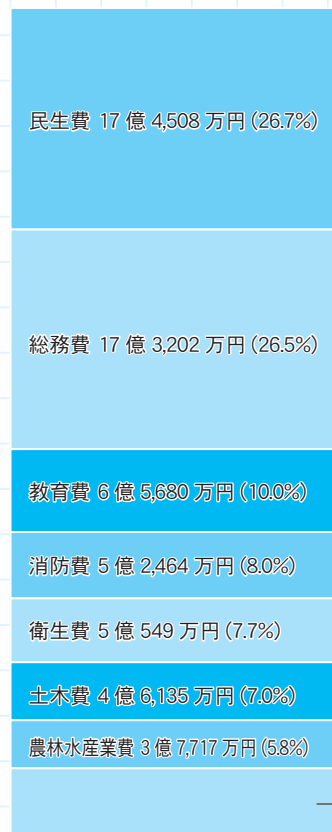 民生費 17 億 4,508 万円 (26.7%)
総務費 17 億 3,202 万円 (26.5%)
教育費 6 億 5,680 万円 (10.0%)
消防費 5 億 2,464 万円 (8.0%)
衛生費 5 億 549 万円 (7.7%)
土木費 4 億 6,135 万円 (7.0%)
農林水産業費 3 億 7,717 万円 (5.8%)